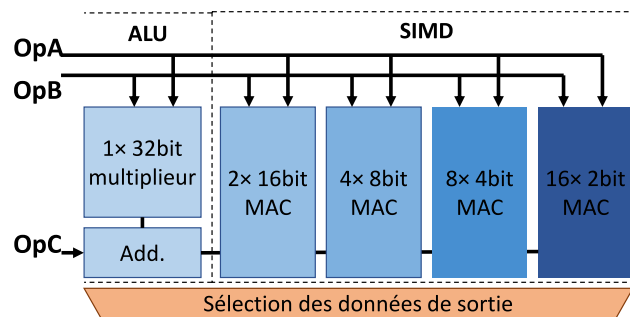 ALU
SIMD
OpA
OpB
1× 32bit
multiplieur
2× 16bit
MAC
4× 8bit
MAC
8× 4bit
MAC
16× 2bit
MAC
OpC
Add.
Sélection des données de sortie